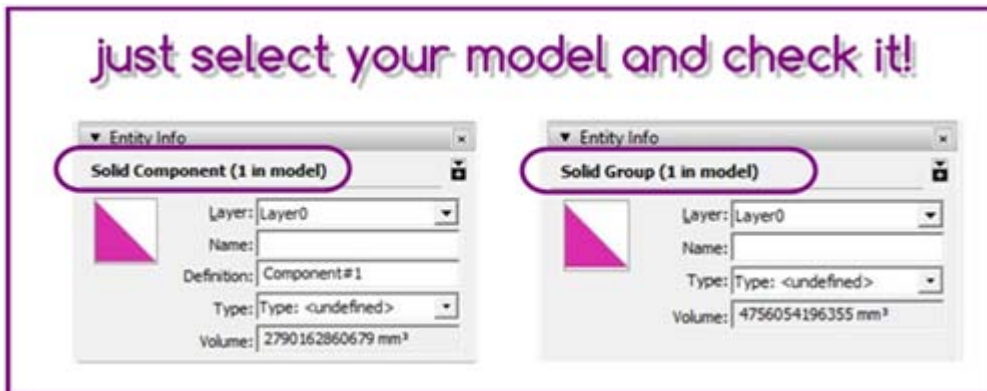 just select your model and check it!
Entity Info
Solid Component (1 in model)
Layer: Layer0
Name:
Definition: Component#1
Type: Type: <undefined>
Volume: 2790162860679 mm³
Entity Info
Solid Group (1 in model)
Layer: Layer0
Name:
Type: Type: <undefined>
Volume: 4756054196355 mm³